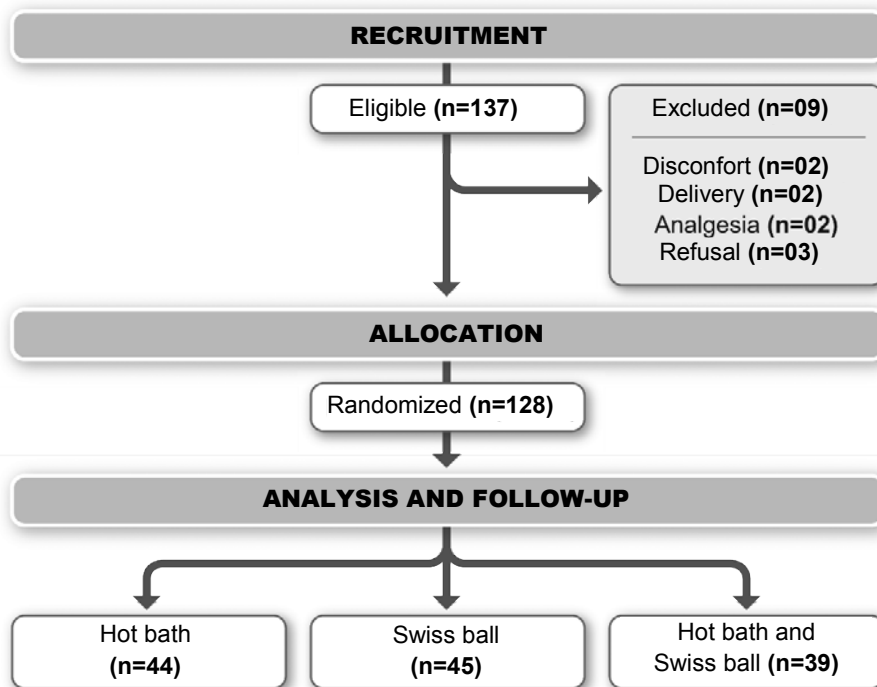 RECRUITMENT
Eligible (n=137)
Excluded (n=09)
Disconfort (n=02)
Delivery (n=02)
Analgesia (n=02)
Refusal (n=03)
ALLOCATION
Randomized (n=128)
ANALYSIS AND FOLLOW-UP
Hot bath
(n=44)
Swiss ball
(n=45)
Hot bath and
Swiss ball (n=39)